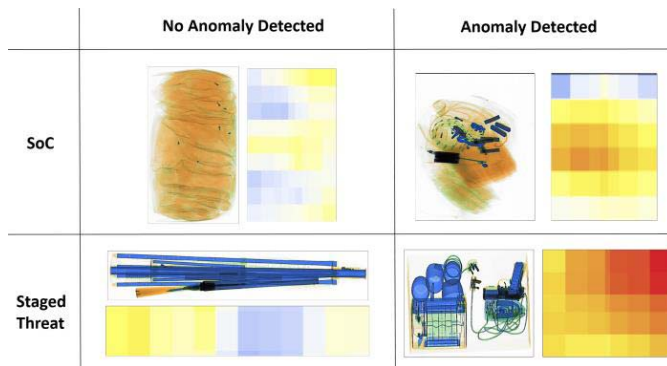 No Anomaly Detected
Anomaly Detected
SoC
Staged
Threat